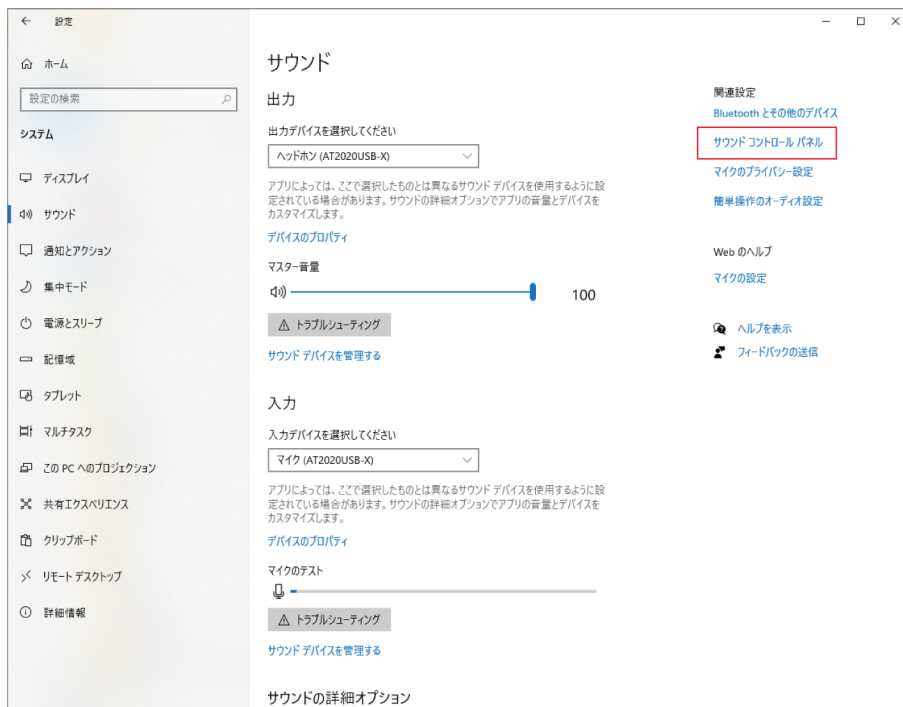 設定
ホーム
設定の検索
システム
ディスプレイ
サウンド
通知とアクション
集中モード
電源とスリープ
記憶域
タブレット
マルチタスク
この PC へのプロジェクション
共有エクスペリエンス
クリップボード
リモート デスクトップ
詳細情報
サウンド
出力
出力デバイスを選択してください
ヘッドホン (AT2020USB-X)
アプリによっては、ここで選択したものとは異なるサウンド デバイスを使用するように設
定されている場合があります。サウンドの詳細オプションでアプリの音量とデバイスを
カスタマイズします。
デバイスのプロパティ
マスター音量
100
トラブルシューティング
サウンド デバイスを管理する
入力
入力デバイスを選択してください
マイク (AT2020USB-X)
アプリによっては、ここで選択したものとは異なるサウンド デバイスを使用するように設
定されている場合があります。サウンドの詳細オプションでアプリの音量とデバイスを
カスタマイズします。
デバイスのプロパティ
マイクのテスト
トラブルシューティング
サウンド デバイスを管理する
サウンドの詳細オプション
関連設定
Bluetooth とその他のデバイス
サウンド コントロール パネル
マイクのプライバシー設定
簡単操作のオーディオ設定
Web のヘルプ
マイクの設定
ヘルプを表示
フィードバックの送信